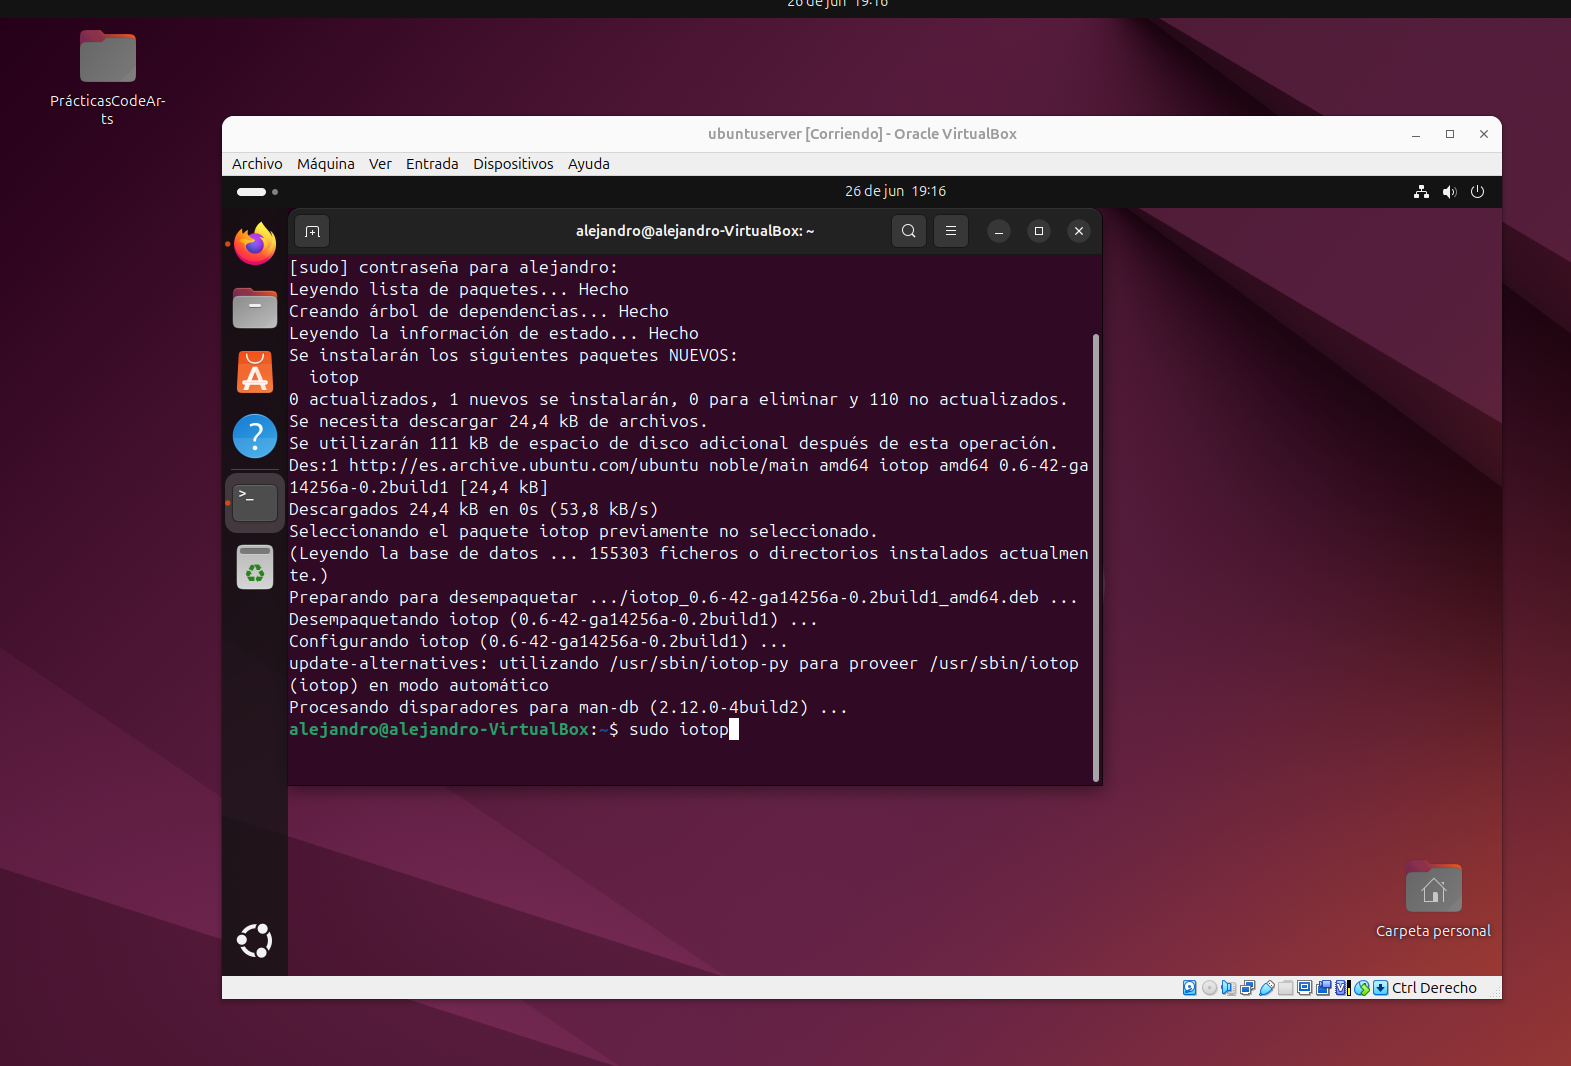 26 de jun 19:16
PrácticasCodeAr-
ts
ubuntuserver [Corriendo] - Oracle VirtualBox
Archivo Máquina Ver Entrada Dispositivos Ayuda
26 de jun 19:16
alejandro@alejandro-VirtualBox: ~
[sudo] contraseña para alejandro:
Leyendo lista de paquetes... Hecho
Creando árbol de dependencias... Hecho
Leyendo la información de estado... Hecho
Se instalarán los siguientes paquetes NUEVOS:
  iotop
0 actualizados, 1 nuevos se instalarán, 0 para eliminar y 110 no actualizados.
Se necesita descargar 24,4 kB de archivos.
Se utilizarán 111 kB de espacio de disco adicional después de esta operación.
Des:1 http://es.archive.ubuntu.com/ubuntu noble/main amd64 iotop amd64 0.6-42-ga
14256a-0.2build1 [24,4 kB]
Descargados 24,4 kB en 0s (53,8 kB/s)
Seleccionando el paquete iotop previamente no seleccionado.
(Leyendo la base de datos ... 155303 ficheros o directorios instalados actualmen
te.)
Preparando para desempaquetar .../iotop_0.6-42-ga14256a-0.2build1_amd64.deb ...
Desempaquetando iotop (0.6-42-ga14256a-0.2build1) ...
Configurando iotop (0.6-42-ga14256a-0.2build1) ...
update-alternatives: utilizando /usr/sbin/iotop-py para proveer /usr/sbin/iotop
(iotop) en modo automático
Procesando disparadores para man-db (2.12.0-4build2) ...
alejandro@alejandro-VirtualBox:~$ sudo iotop
Carpeta personal
Ctrl Derecho